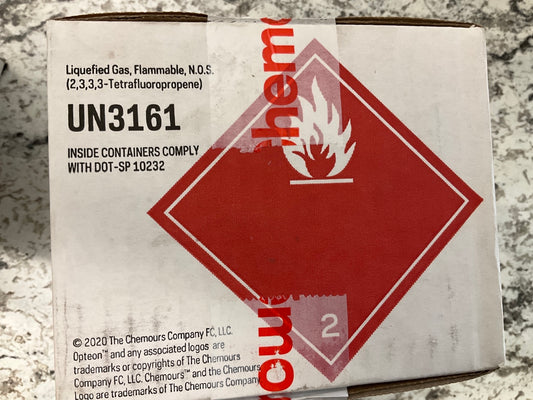 Liquefied Gas, Flammable, N.O.S.
(2,3,3,3-Tetrafluoropropene)
UN3161
INSIDE CONTAINERS COMPLY
WITH DOT-SP 10232
hemo
2
mo
© 2020 The Chemours Company FC, LLC.
Opteon™ and any associated logos are
trademarks or copyrights of The Chemours
Company FC, LLC. Chemours™ and the Chemours
Logo are trademarks of The Chemours Company